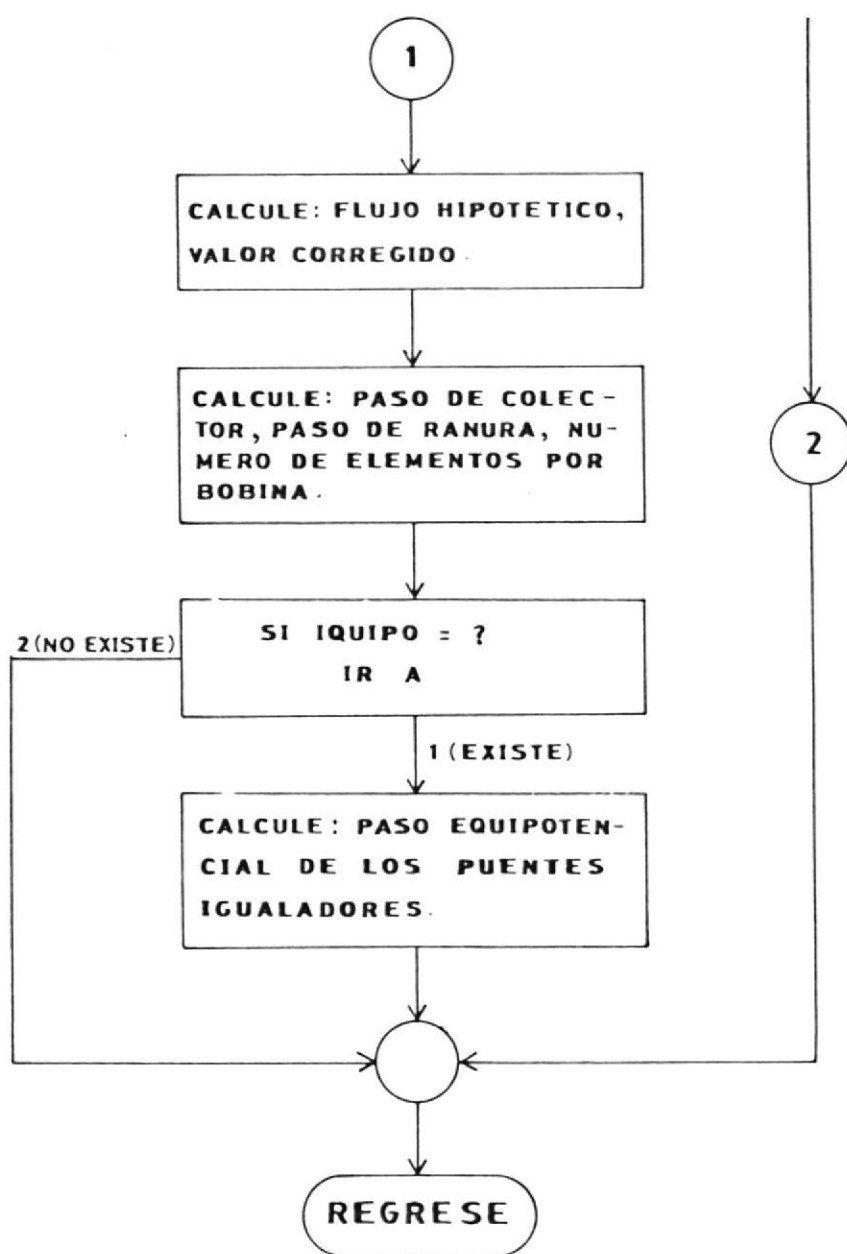 1
CALCULE: FLUJO HIPOTETICO,
VALOR CORREGIDO.
CALCULE: PASO DE COLEC-
TOR, PASO DE RANURA, NU-
MERO DE ELEMENTOS POR
BOBINA.
2
SI IQUIPO = ?
IR A
2 (NO EXISTE)
1 (EXISTE)
CALCULE: PASO EQUIPOTEN-
CIAL DE LOS PUENTES
IGUALADORES.
REGRESE